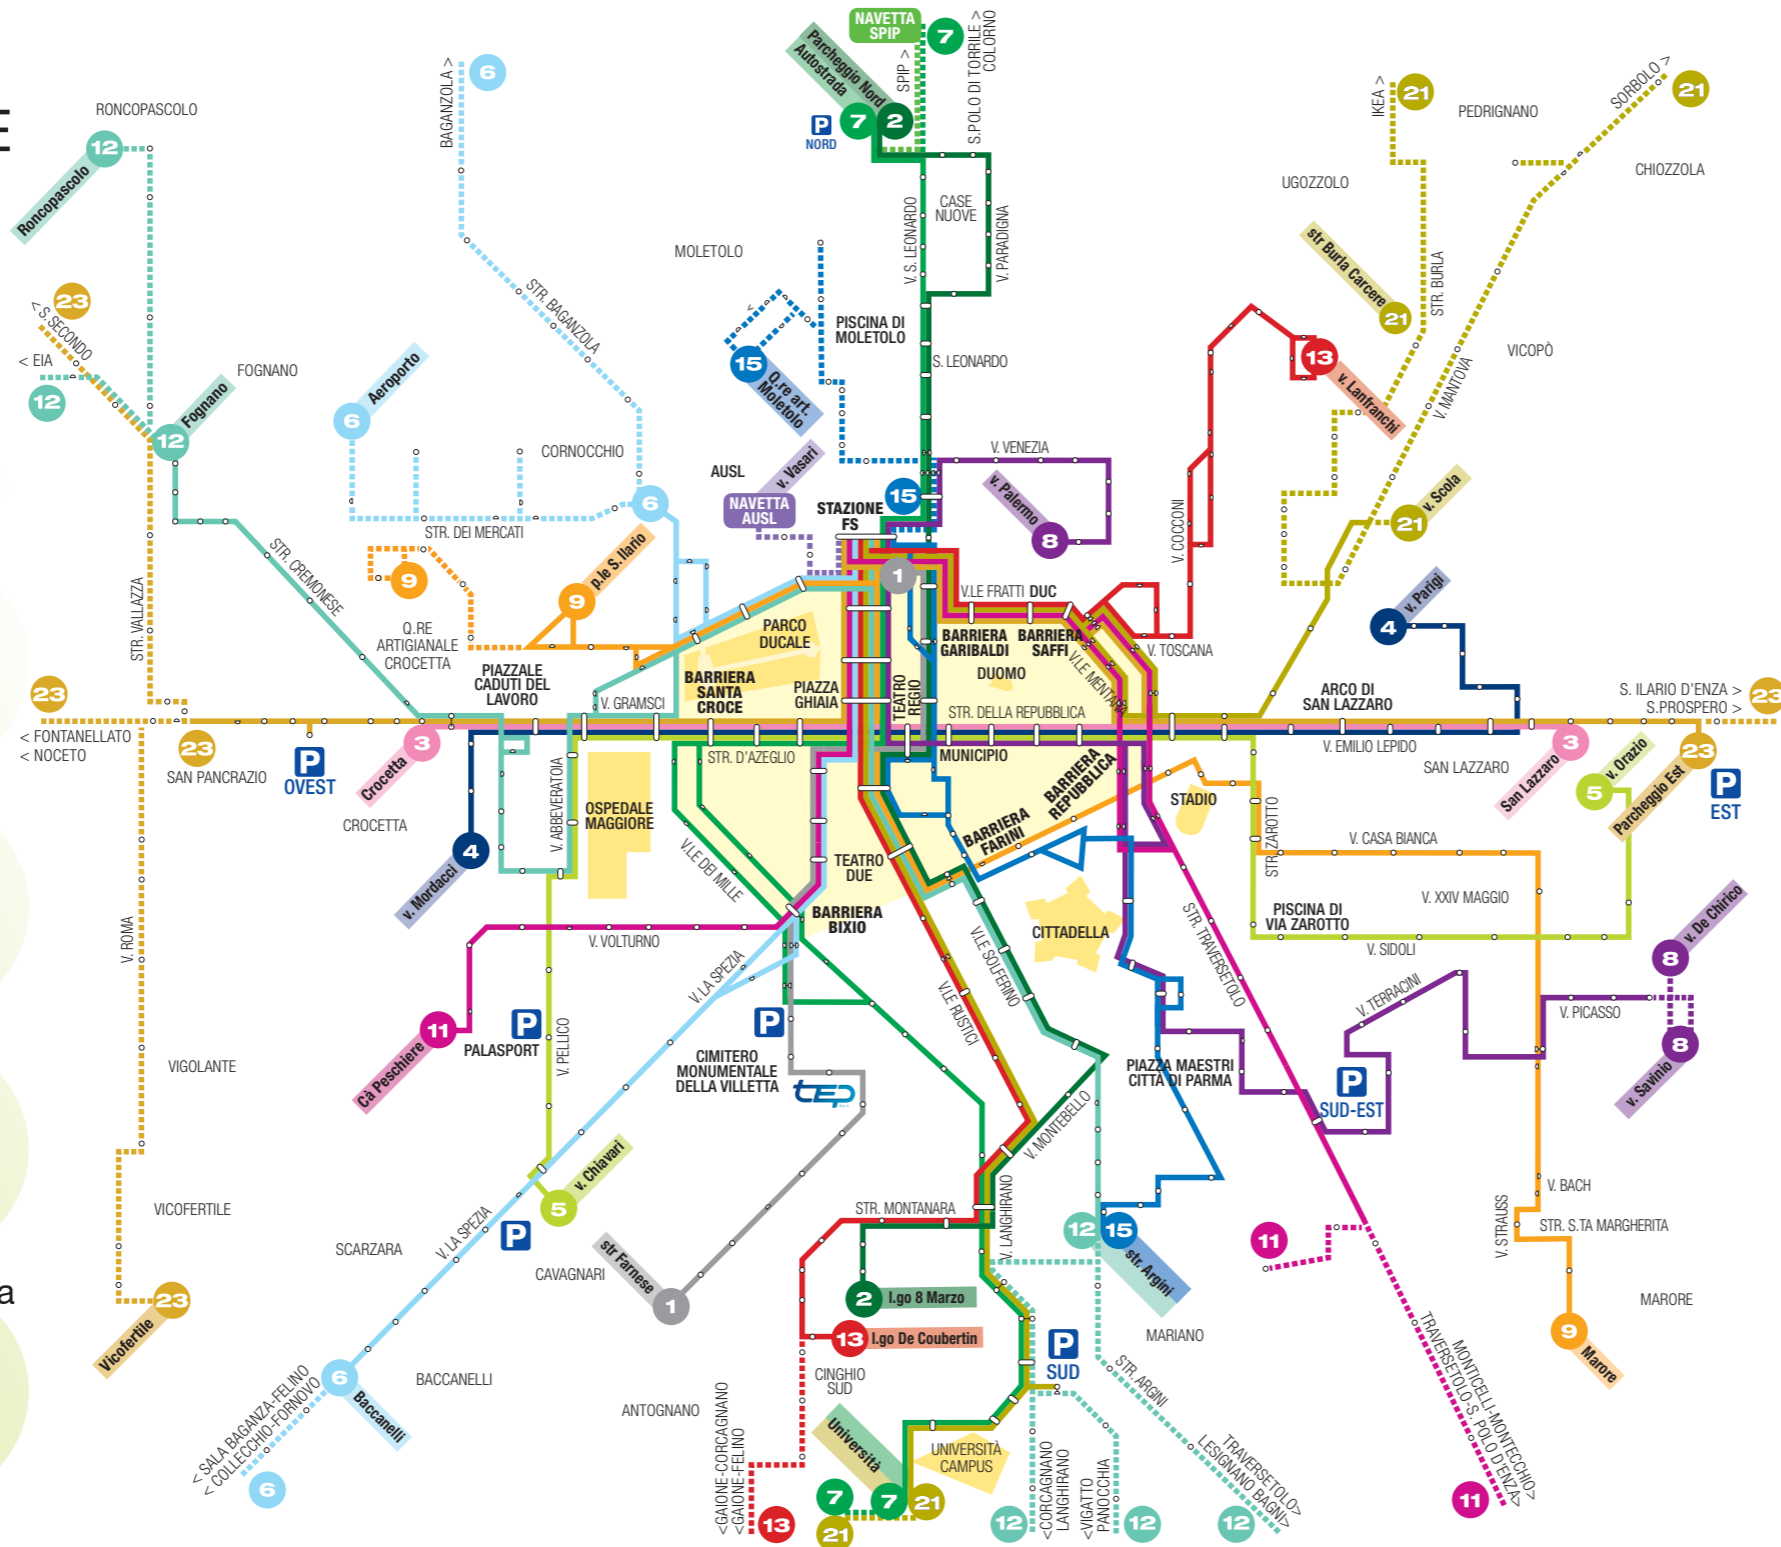 E
RONCOPASCOLO
12
Roncopascolo
BAGANZOLA >
6
Parcheggio Nord
Autostrada
NAVETTA
SPIP
7
SPIP >
S.POLO DI TORRILE >
COLORNO
P
NORD
7
2
IKEA >
21
PEDRIGNANO
SORBOLO >
21
CHIOZZOLA
UGOZZOLO
CASE
NUOVE
V. S. LEONARDO
V. PARADIGNA
MOLETOLO
STR. BAGANZOLA
str Burla Carcere
21
STR. BURLA
23
< S.SECONDO
< EIA
12
FOGNANO
12
Fognano
6
Aeroporto
PISCINA DI
MOLETOLO
15
Q.re art.
Moletolo
S. LEONARDO
13
v. Lanfranchi
VICOPÒ
V. MANTOVA
CORNOCCHIO
6
STR. DEI MERCATI
AUSL
v. Vasari
NAVETTA
AUSL
STAZIONE
FS
15
V. VENEZIA
v. Palermo
8
V. COCCONI
21
v. Scola
STR. CREMONESE
STR. VALLAZZA
9
9
p.le S. Ilario
Q.RE
ARTIGIANALE
CROCETTA
1
V.LE FRATTI DUC
PARCO
DUCALE
BARRIERA
GARIBALDI
BARRIERA
SAFFI
V. TOSCANA
4
v. Parigi
PIAZZALE
CADUTI DEL
LAVORO
BARRIERA
SANTA
CROCE
PIAZZA
GHIAIA
TEATRO
REGIO
DUOMO
V.LE MENTANA
ARCO DI
SAN LAZZARO
S. ILARIO D'ENZA >
S.PROSPERO >
23
23
< FONTANELLATO
< NOCETO
V. GRAMSCI
STR. DELLA REPUBBLICA
23
SAN PANCRAZIO
P
OVEST
3
Crocetta
CROCETTA
STR. D'AZEGLIO
MUNICIPIO
V. EMILIO LEPIDO
SAN LAZZARO
3
San Lazzaro
5
v. Orazio
23
Parcheggio Est
P
EST
V. ABBEVERATOIA
OSPEDALE
MAGGIORE
BARRIERA
REPUBBLICA
BARRIERA
FARINI
STADIO
STR. ZAROTTO
V. CASA BIANCA
4
v. Mordacci
V.LE DEI MILLE
TEATRO
DUE
V. XXIV MAGGIO
BARRIERA
BIXIO
CITTADELLA
PISCINA DI
VIA ZAROTTO
V. SIDOLI
V. ROMA
V. VOLTURNO
V. LA SPEZIA
V.LE SOLFERINO
STR. TRAVERSETOLO
8
v. De Chirico
V. TERRACINI
V. PICASSO
11
Cà Peschiere
P
PALASPORT
V. PELLICO
P
V.LE RUSTICI
8
v. Savinio
VIGOLANTE
CIMITERO
MONUMENTALE
DELLA VILLETTA
tep
PIAZZA MAESTRI
CITTÀ DI PARMA
P
SUD-EST
V. MONTEBELLO
v. Chiavari
5
VICOFERTILE
V. LA SPEZIA
P
SCARZARA
STR. MONTANARA
V. LANGHIRANO
12
15
str. Argini
V. BACH
V. STRAUSS
STR. S.TA MARGHERITA
11
CAVAGNARI
str Farnese
1
2
l.go 8 Marzo
13
l.go De Coubertin
MARORE
23
Vicofertile
a
MARIANO
P
SUD
9
Marore
6
Baccanelli
BACCANELLI
CINGHIO
SUD
STR. ARGINI
ANTOGNANO
Università
UNIVERSITÀ
CAMPUS
< SALA BAGANZA-FELINO
< COLLECCHIO-FORNOVO
6
<GAIONE-CORCAGNANO
<GAIONE-FELINO
13
7
7
21
21
12
<CORCAGNANO
LANGHIRANO
<VIGATTO
PANOCCHIA
12
TRAVERSETOLO>
LESIGNANO BAGNI>
12
MONTICELLI-MONTECCHIO>
TRAVERSETOLO-S. POLO D'ENZA>
11